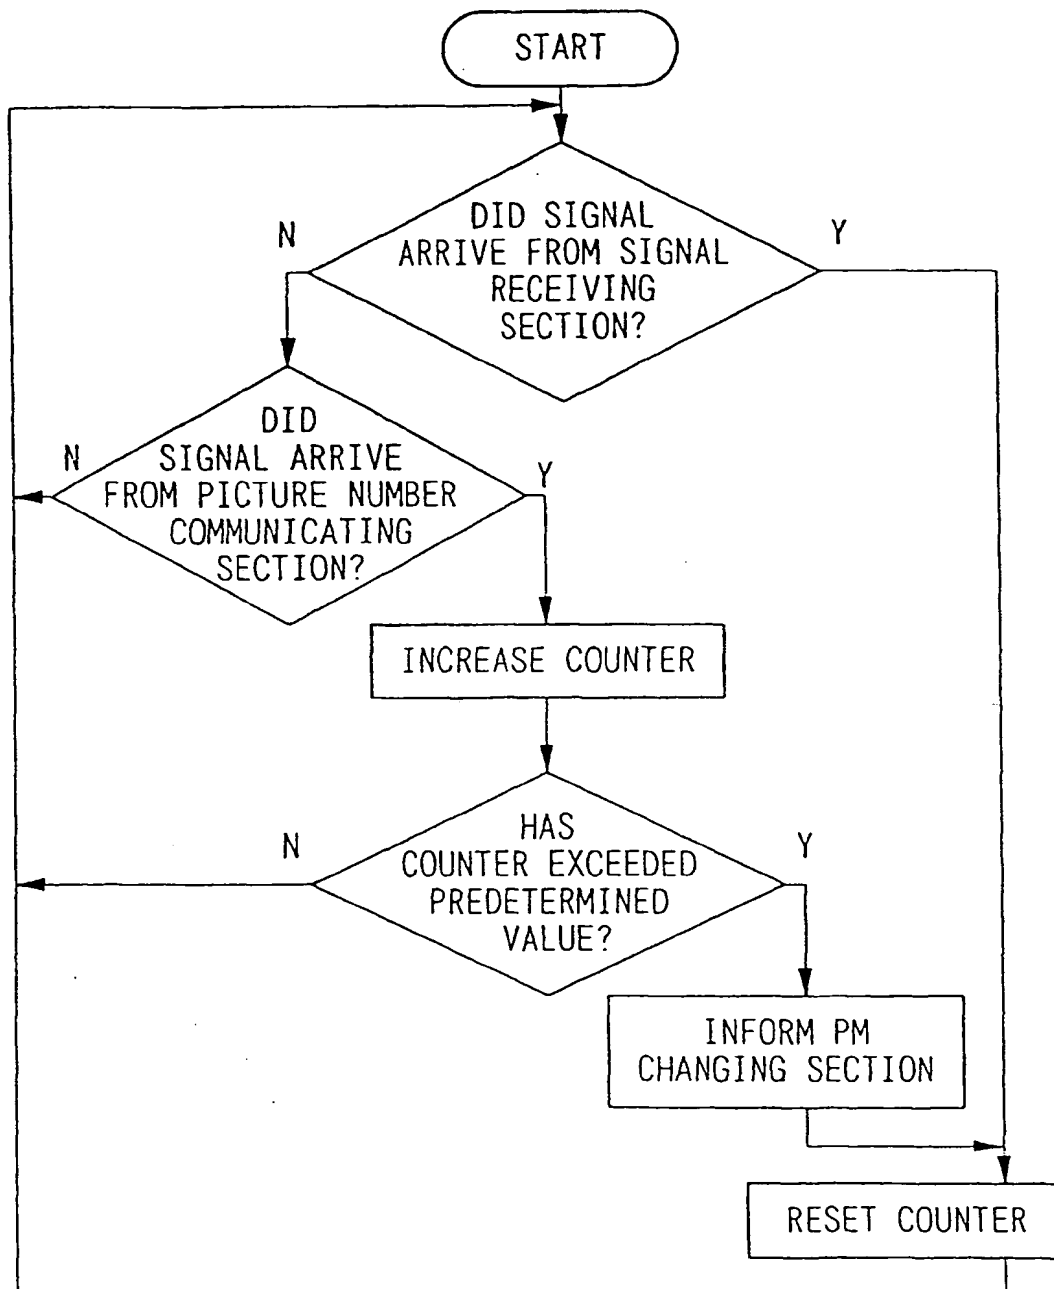 START
DID SIGNAL
ARRIVE FROM SIGNAL
RECEIVING
SECTION?
N
Y
DID
SIGNAL ARRIVE
FROM PICTURE NUMBER
COMMUNICATING
SECTION?
N
Y
INCREASE COUNTER
HAS
COUNTER EXCEEDED
PREDETERMINED
VALUE?
N
Y
INFORM PM
CHANGING SECTION
RESET COUNTER